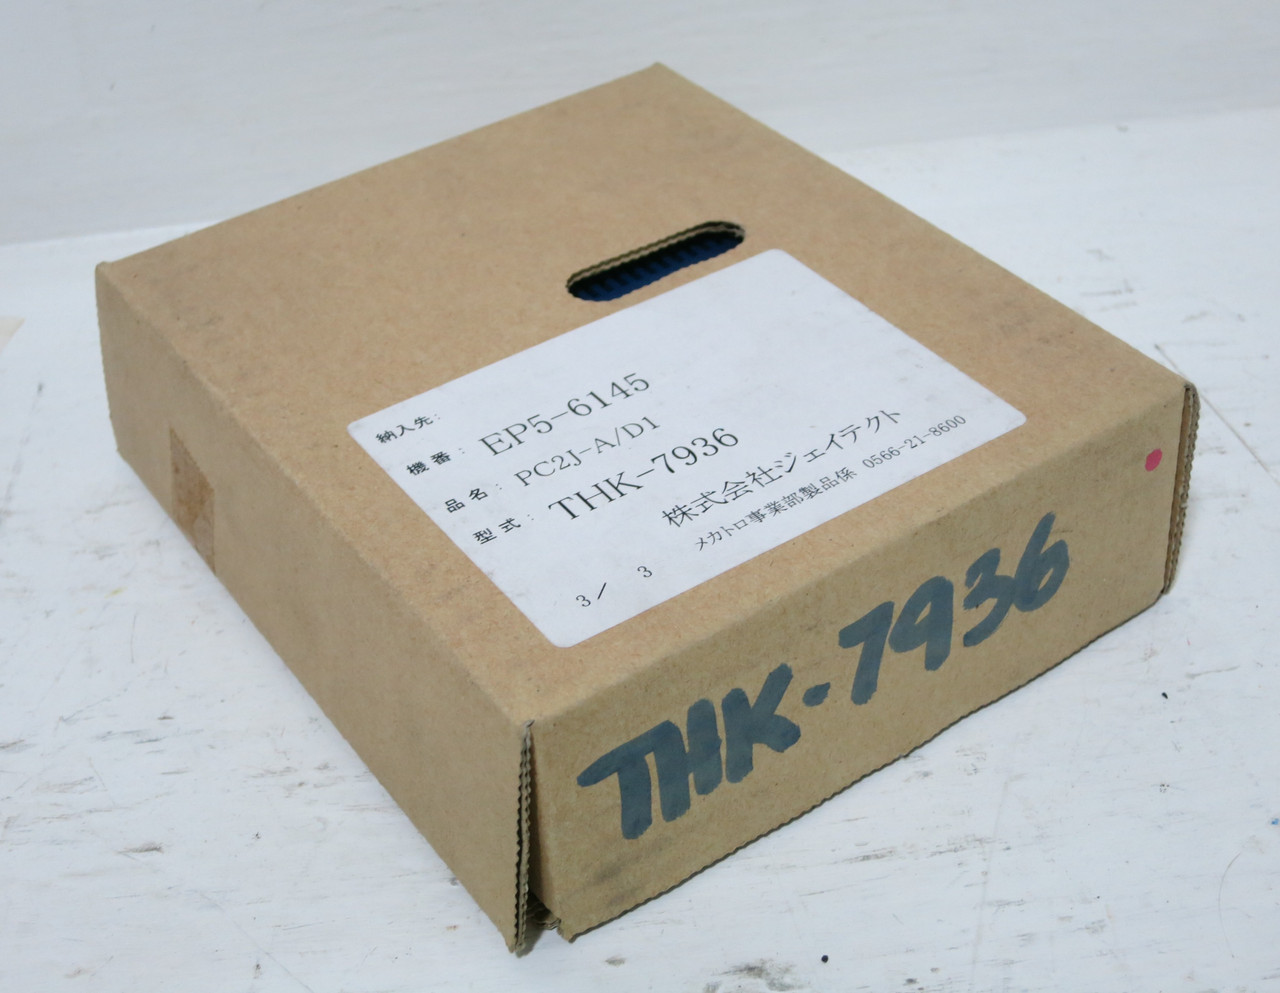 納入先:
機番: EP5-6145
品名: PC2J-A/D1
型式: THK-7936
株式会社ジェイテクト
メカトロ事業部製品係 0566-21-8600
3/ 3
THK-7936